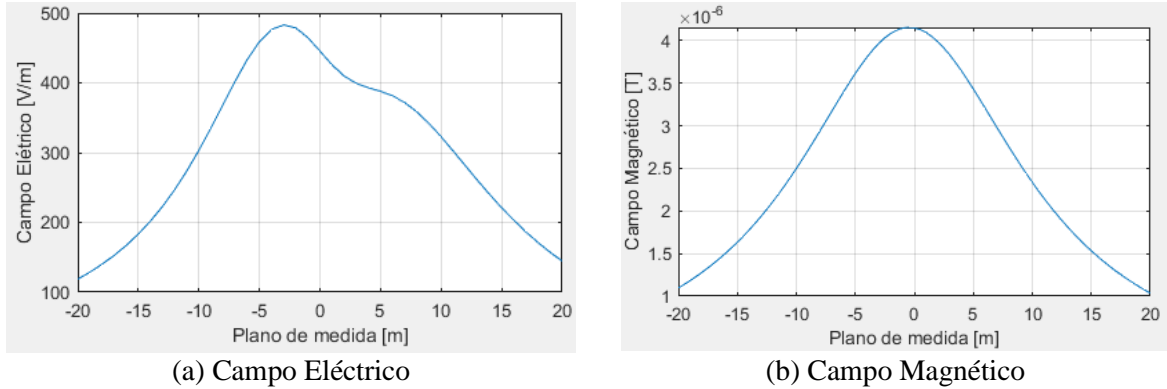 500
400
300
200
100
Campo Elétrico [V/m]
-20 -15 -10 -5 0 5 10 15 20
Plano de medida [m]
(a) Campo Eléctrico
×10⁻⁶
4
3.5
3
2.5
2
1.5
1
Campo Magnético [T]
-20 -15 -10 -5 0 5 10 15 20
Plano de medida [m]
(b) Campo Magnético